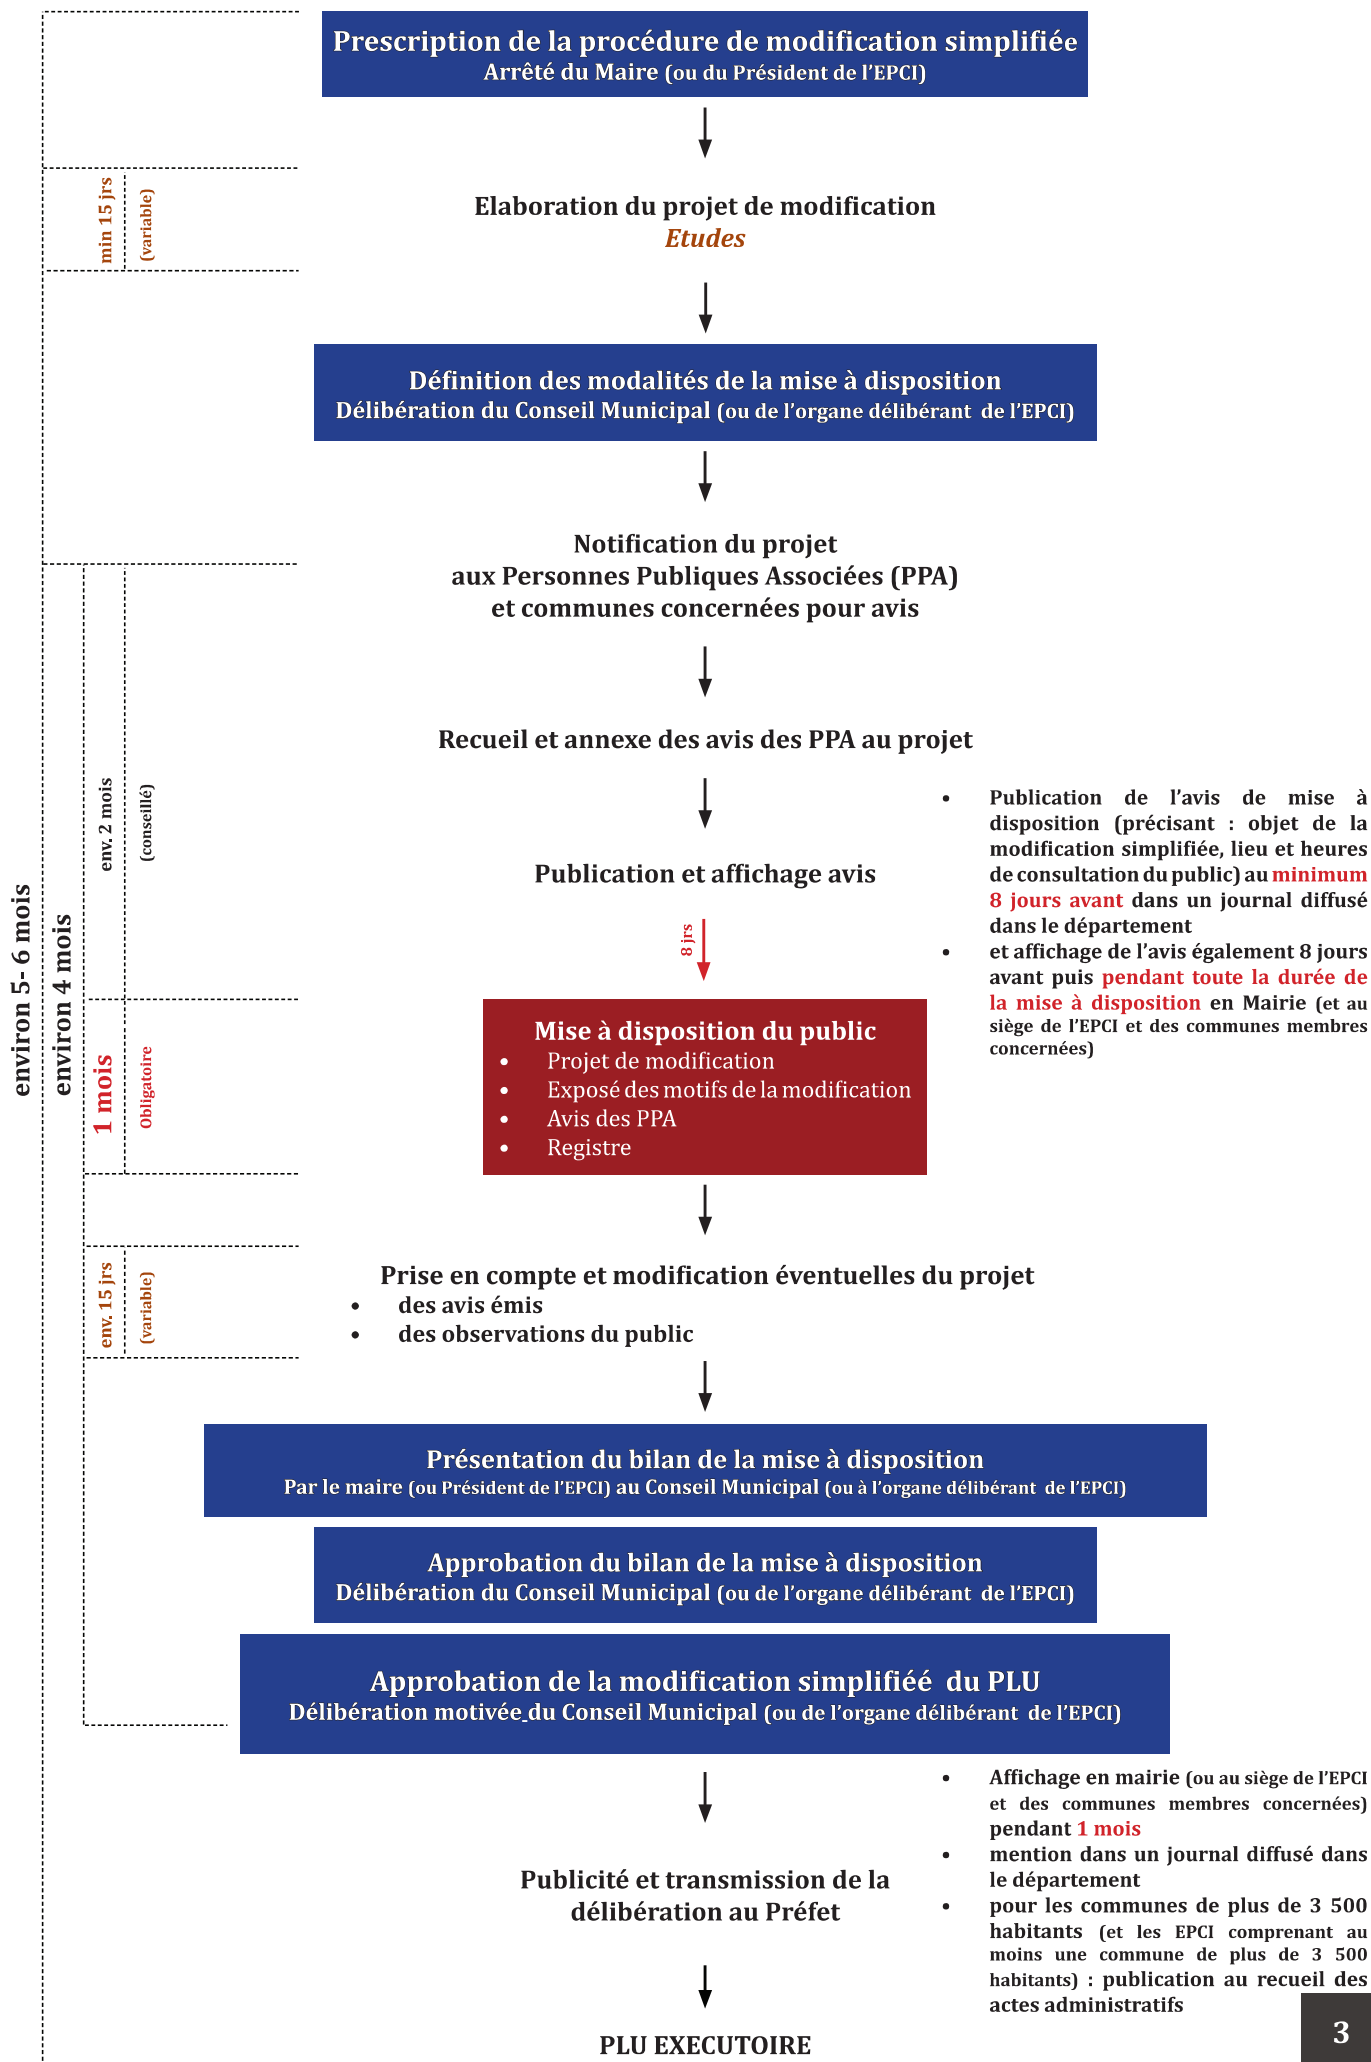 Prescription de la procédure de modification simplifiée
Arrêté du Maire (ou du Président de l'EPCI)
min 15 jrs
(variable)
Elaboration du projet de modification
Etudes
Définition des modalités de la mise à disposition
Délibération du Conseil Municipal (ou de l'organe délibérant de l'EPCI)
Notification du projet
aux Personnes Publiques Associées (PPA)
et communes concernées pour avis
Recueil et annexe des avis des PPA au projet
environ 5- 6 mois
environ 4 mois
env. 2 mois
(conseillé)
Publication et affichage avis
• Publication de l'avis de mise à
disposition (précisant : objet de la
modification simplifiée, lieu et heures
de consultation du public) au minimum
8 jours avant dans un journal diffusé
dans le département
• et affichage de l'avis également 8 jours
avant puis pendant toute la durée de
la mise à disposition en Mairie (et au
siège de l'EPCI et des communes membres
concernées)
8 jrs
1 mois
Obligatoire
Mise à disposition du public
• Projet de modification
• Exposé des motifs de la modification
• Avis des PPA
• Registre
env. 15 jrs
(variable)
Prise en compte et modification éventuelles du projet
• des avis émis
• des observations du public
Présentation du bilan de la mise à disposition
Par le maire (ou Président de l'EPCI) au Conseil Municipal (ou à l'organe délibérant de l'EPCI)
Approbation du bilan de la mise à disposition
Délibération du Conseil Municipal (ou de l'organe délibérant de l'EPCI)
Approbation de la modification simplifiéé du PLU
Délibération motivée du Conseil Municipal (ou de l'organe délibérant de l'EPCI)
• Affichage en mairie (ou au siège de l'EPCI
et des communes membres concernées)
pendant 1 mois
• mention dans un journal diffusé dans
le département
• pour les communes de plus de 3 500
habitants (et les EPCI comprenant au
moins une commune de plus de 3 500
habitants) : publication au recueil des
actes administratifs
Publicité et transmission de la
délibération au Préfet
PLU EXECUTOIRE
3